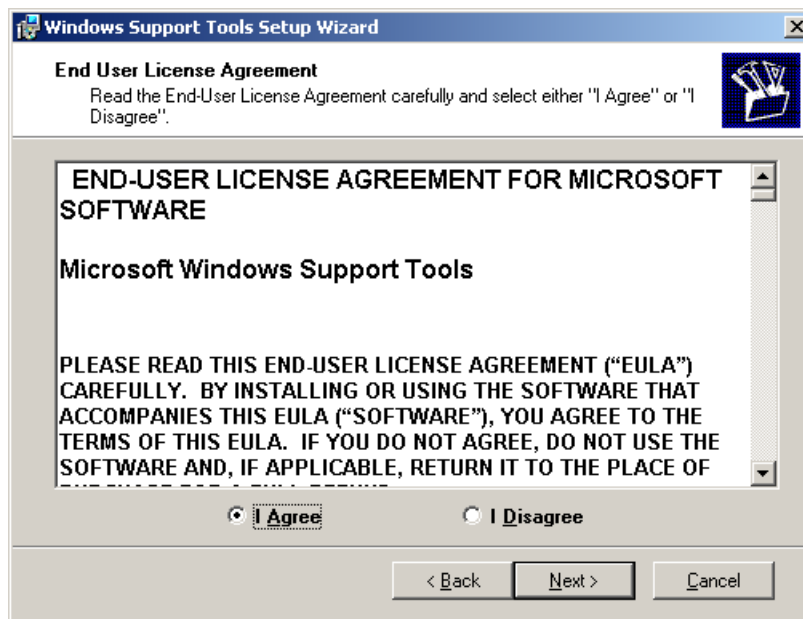 Windows Support Tools Setup Wizard
End User License Agreement
Read the End-User License Agreement carefully and select either "I Agree" or "I
Disagree".
END-USER LICENSE AGREEMENT FOR MICROSOFT
SOFTWARE
Microsoft Windows Support Tools
PLEASE READ THIS END-USER LICENSE AGREEMENT (“EULA”)
CAREFULLY.  BY INSTALLING OR USING THE SOFTWARE THAT
ACCOMPANIES THIS EULA (“SOFTWARE”), YOU AGREE TO THE
TERMS OF THIS EULA.  IF YOU DO NOT AGREE, DO NOT USE THE
SOFTWARE AND, IF APPLICABLE, RETURN IT TO THE PLACE OF
I Agree I Disagree
< Back Next > Cancel